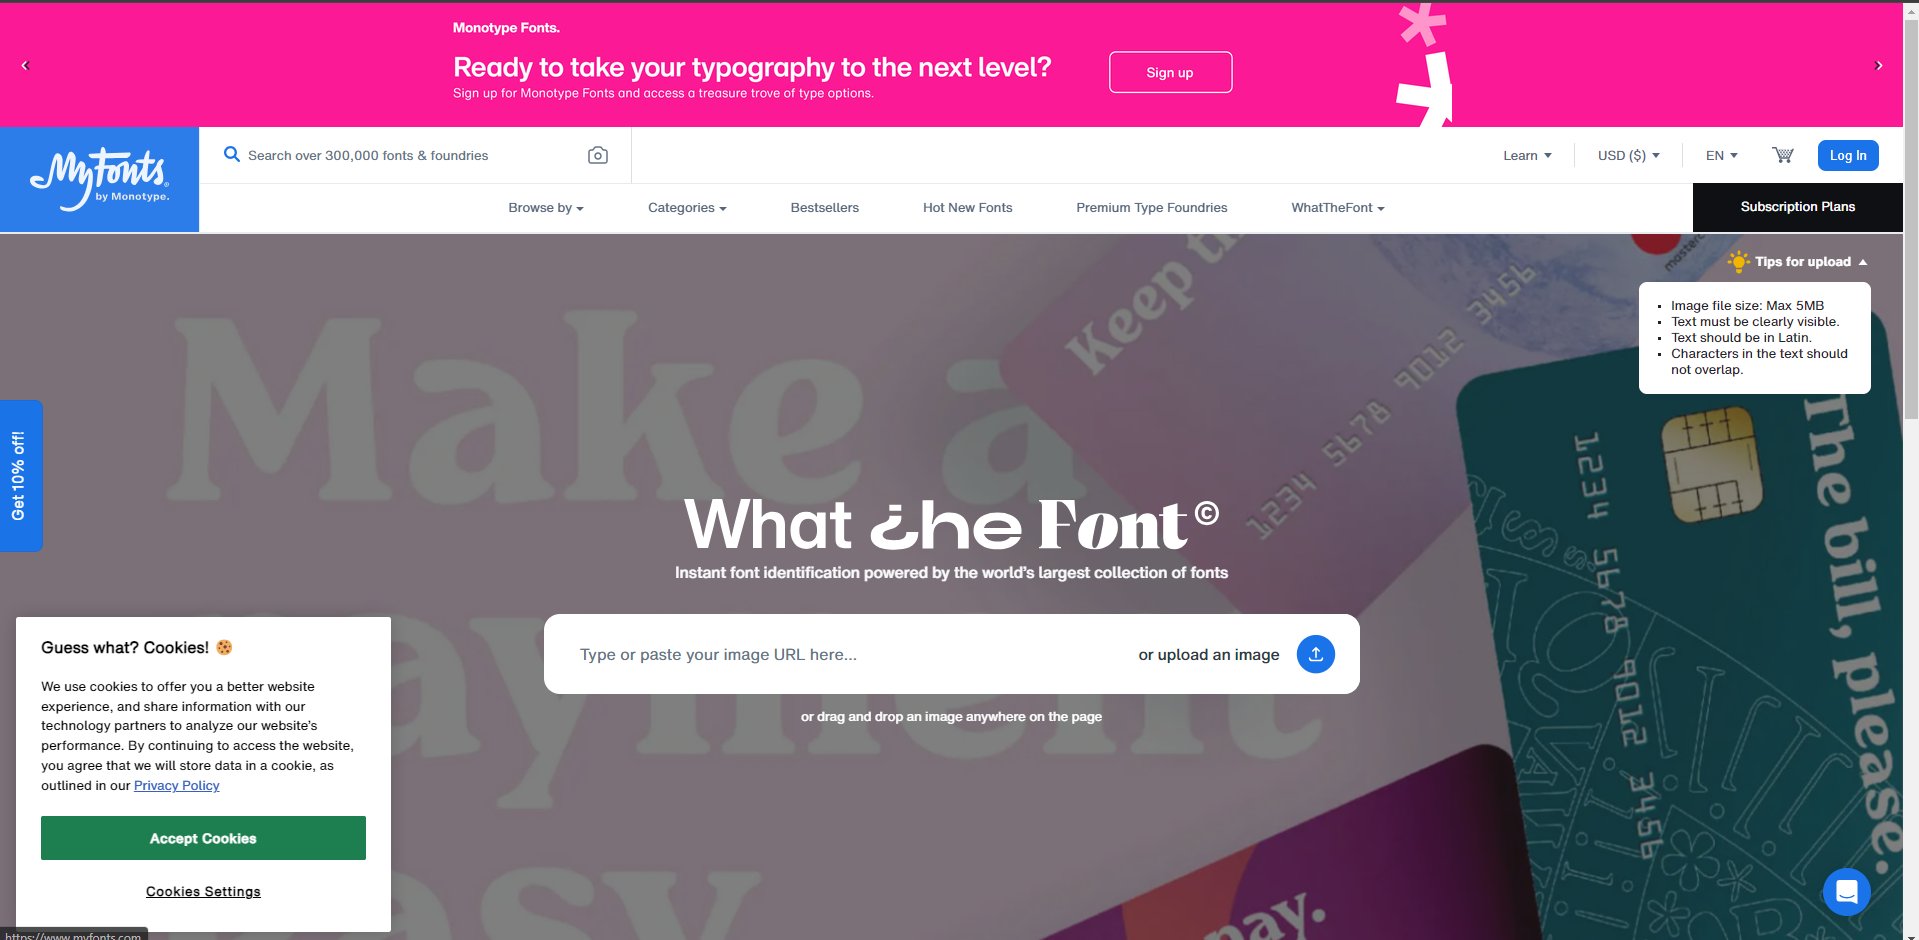 Monotype Fonts.
Ready to take your typography to the next level?
Sign up for Monotype Fonts and access a treasure trove of type options.
Sign up
MyFonts
by Monotype.
Search over 300,000 fonts & foundries
Learn
USD ($)
EN
Log In
Browse by
Categories
Bestsellers
Hot New Fonts
Premium Type Foundries
WhatTheFont
Subscription Plans
Tips for upload
Image file size: Max 5MB
Text must be clearly visible.
Text should be in Latin.
Characters in the text should
not overlap.
Make a
Payment
easy
Keep
1234 5678 9012 3456
The bill, please.
1234 5678 9012 3456
pay.
Get 10% off!
What the Font©
Instant font identification powered by the world's largest collection of fonts
Type or paste your image URL here...
or upload an image
or drag and drop an image anywhere on the page
Guess what? Cookies!
We use cookies to offer you a better website
experience, and share information with our
technology partners to analyze our website's
performance. By continuing to access the website,
you agree that we will store data in a cookie, as
outlined in our Privacy Policy
Accept Cookies
Cookies Settings
https://www.myfonts.com